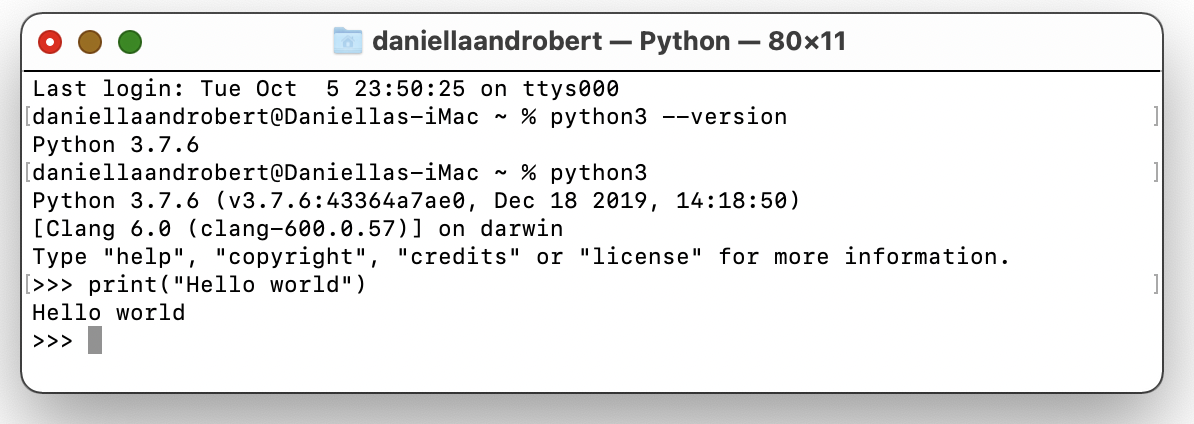 daniellaandrobert — Python — 80×11
Last login: Tue Oct  5 23:50:25 on ttys000
[daniellaandrobert@Daniellas-iMac ~ % python3 --version ]
Python 3.7.6
[daniellaandrobert@Daniellas-iMac ~ % python3 ]
Python 3.7.6 (v3.7.6:43364a7ae0, Dec 18 2019, 14:18:50)
[Clang 6.0 (clang-600.0.57)] on darwin
Type "help", "copyright", "credits" or "license" for more information.
[>>> print("Hello world") ]
Hello world
>>>